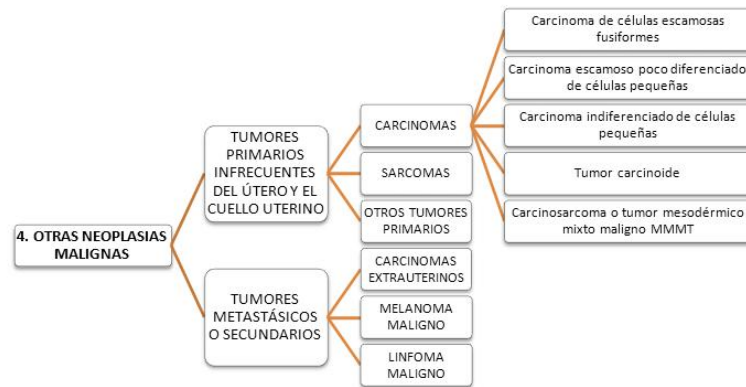 4. OTRAS NEOPLASIAS
MALIGNAS
TUMORES
PRIMARIOS
INFRECUENTES
DEL ÚTERO Y EL
CUELLO UTERINO
CARCINOMAS
Carcinoma de células escamosas
fusiformes
Carcinoma escamoso poco diferenciado
de células pequeñas
Carcinoma indiferenciado de células
pequeñas
Tumor carcinoide
Carcinosarcoma o tumor mesodérmico
mixto maligno MMMT
SARCOMAS
OTROS TUMORES
PRIMARIOS
TUMORES
METASTÁSICOS
O SECUNDARIOS
CARCINOMAS
EXTRAUTERINOS
MELANOMA
MALIGNO
LINFOMA
MALIGNO